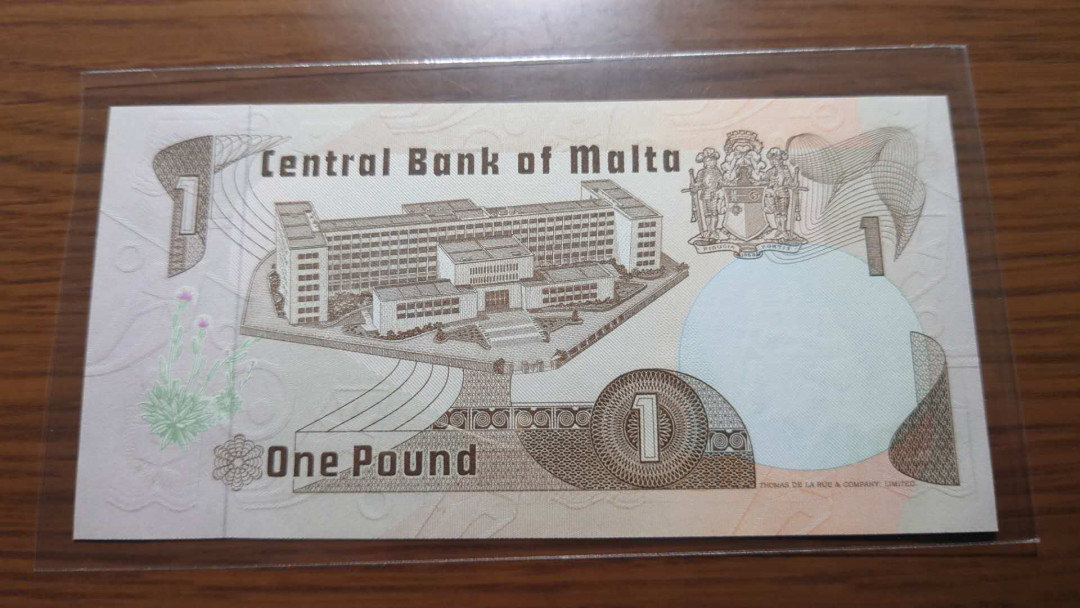 1
Central Bank of Malta
1
1
One Pound
THOMAS DE LA RUE & COMPANY, LIMITED